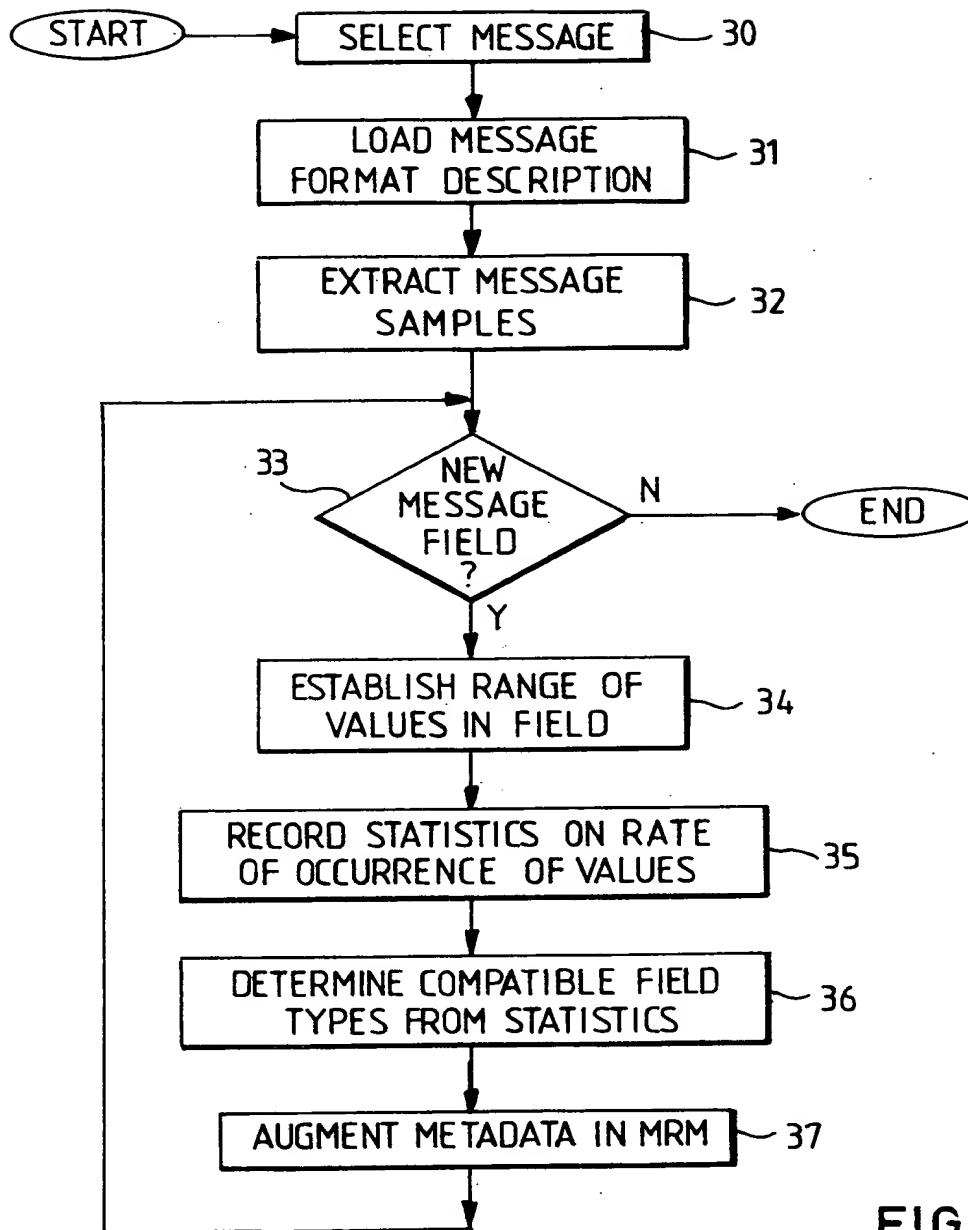 START
SELECT MESSAGE
30
LOAD MESSAGE
FORMAT DESCRIPTION
31
EXTRACT MESSAGE
SAMPLES
32
33
NEW
MESSAGE
FIELD
?
N
END
Y
ESTABLISH RANGE OF
VALUES IN FIELD
34
RECORD STATISTICS ON RATE
OF OCCURRENCE OF VALUES
35
DETERMINE COMPATIBLE FIELD
TYPES FROM STATISTICS
36
AUGMENT METADATA IN MRM
37
FIG